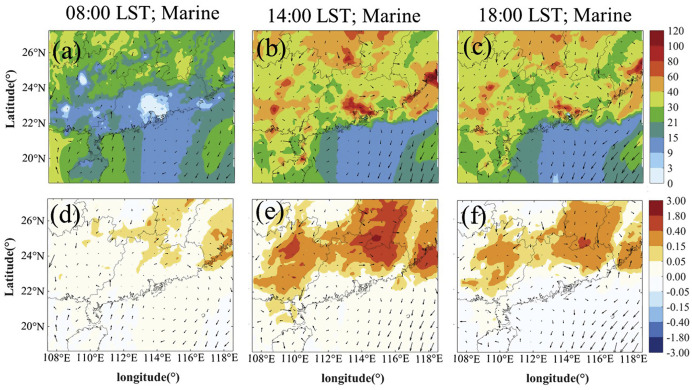 08:00 LST; Marine 14:00 LST; Marine 18:00 LST; Marine
(a) (b) (c)
Latitude(°)
26°N
24°N
22°N
20°N
120
100
80
60
40
30
21
15
9
3
0
(d) (e) (f)
Latitude(°)
26°N
24°N
22°N
20°N
3.00
1.80
0.40
0.15
0.05
0.00
-0.05
-0.15
-0.40
-1.80
-3.00
108°E 110°E 112°E 114°E 116°E 118°E 108°E 110°E 112°E 114°E 116°E 118°E 108°E 110°E 112°E 114°E 116°E 118°E
longitude(°) longitude(°) longitude(°)